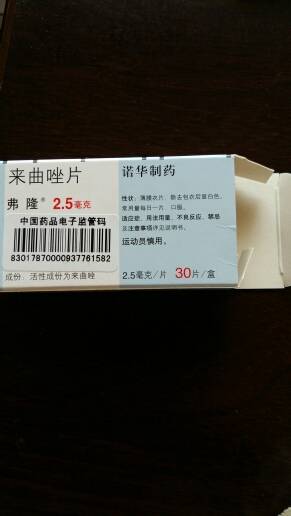 来曲唑片
弗隆® 2.5毫克
中国药品电子监管码
83017870000937761582
成份：活性成份为来曲唑
诺华制药
性状：薄膜衣片，除去包衣后显白色。
常用量每日一片，口服。
适应症、用法用量、不良反应、禁忌
及注意事项详见说明书。
运动员慎用。
2.5毫克/片 30片/盒